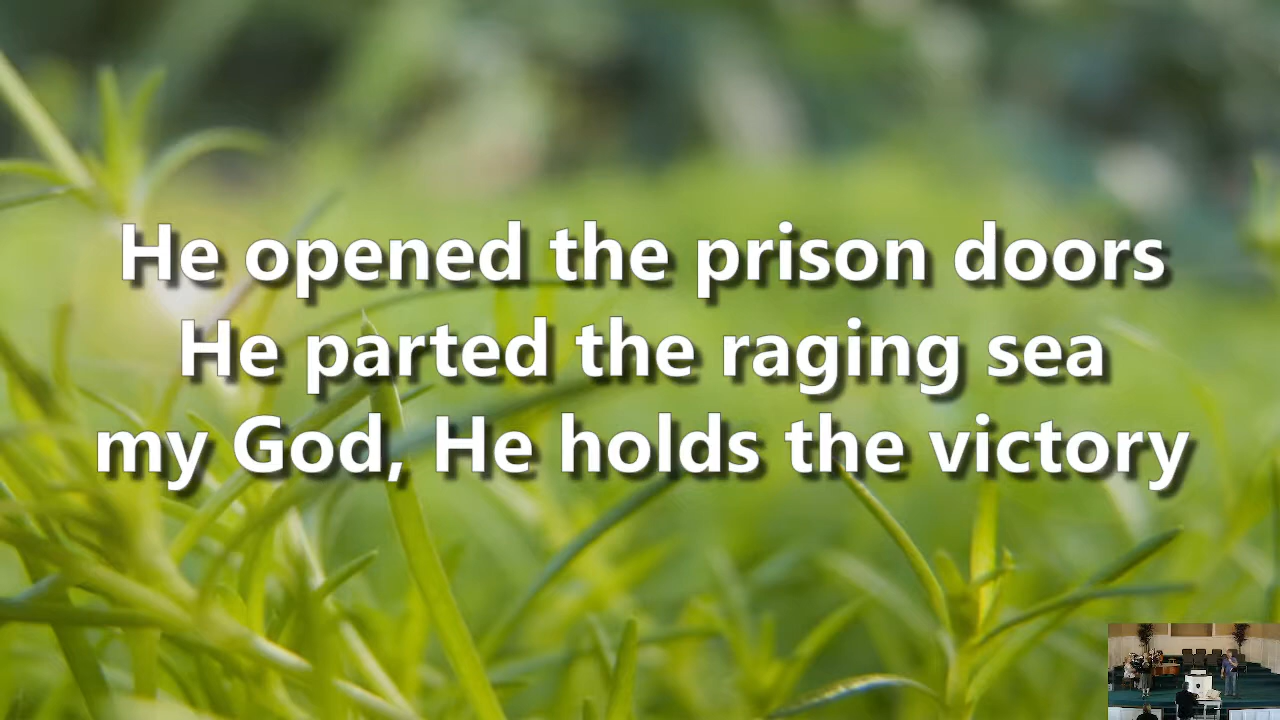 He opened the prison doors
He parted the raging sea
my God, He holds the victory